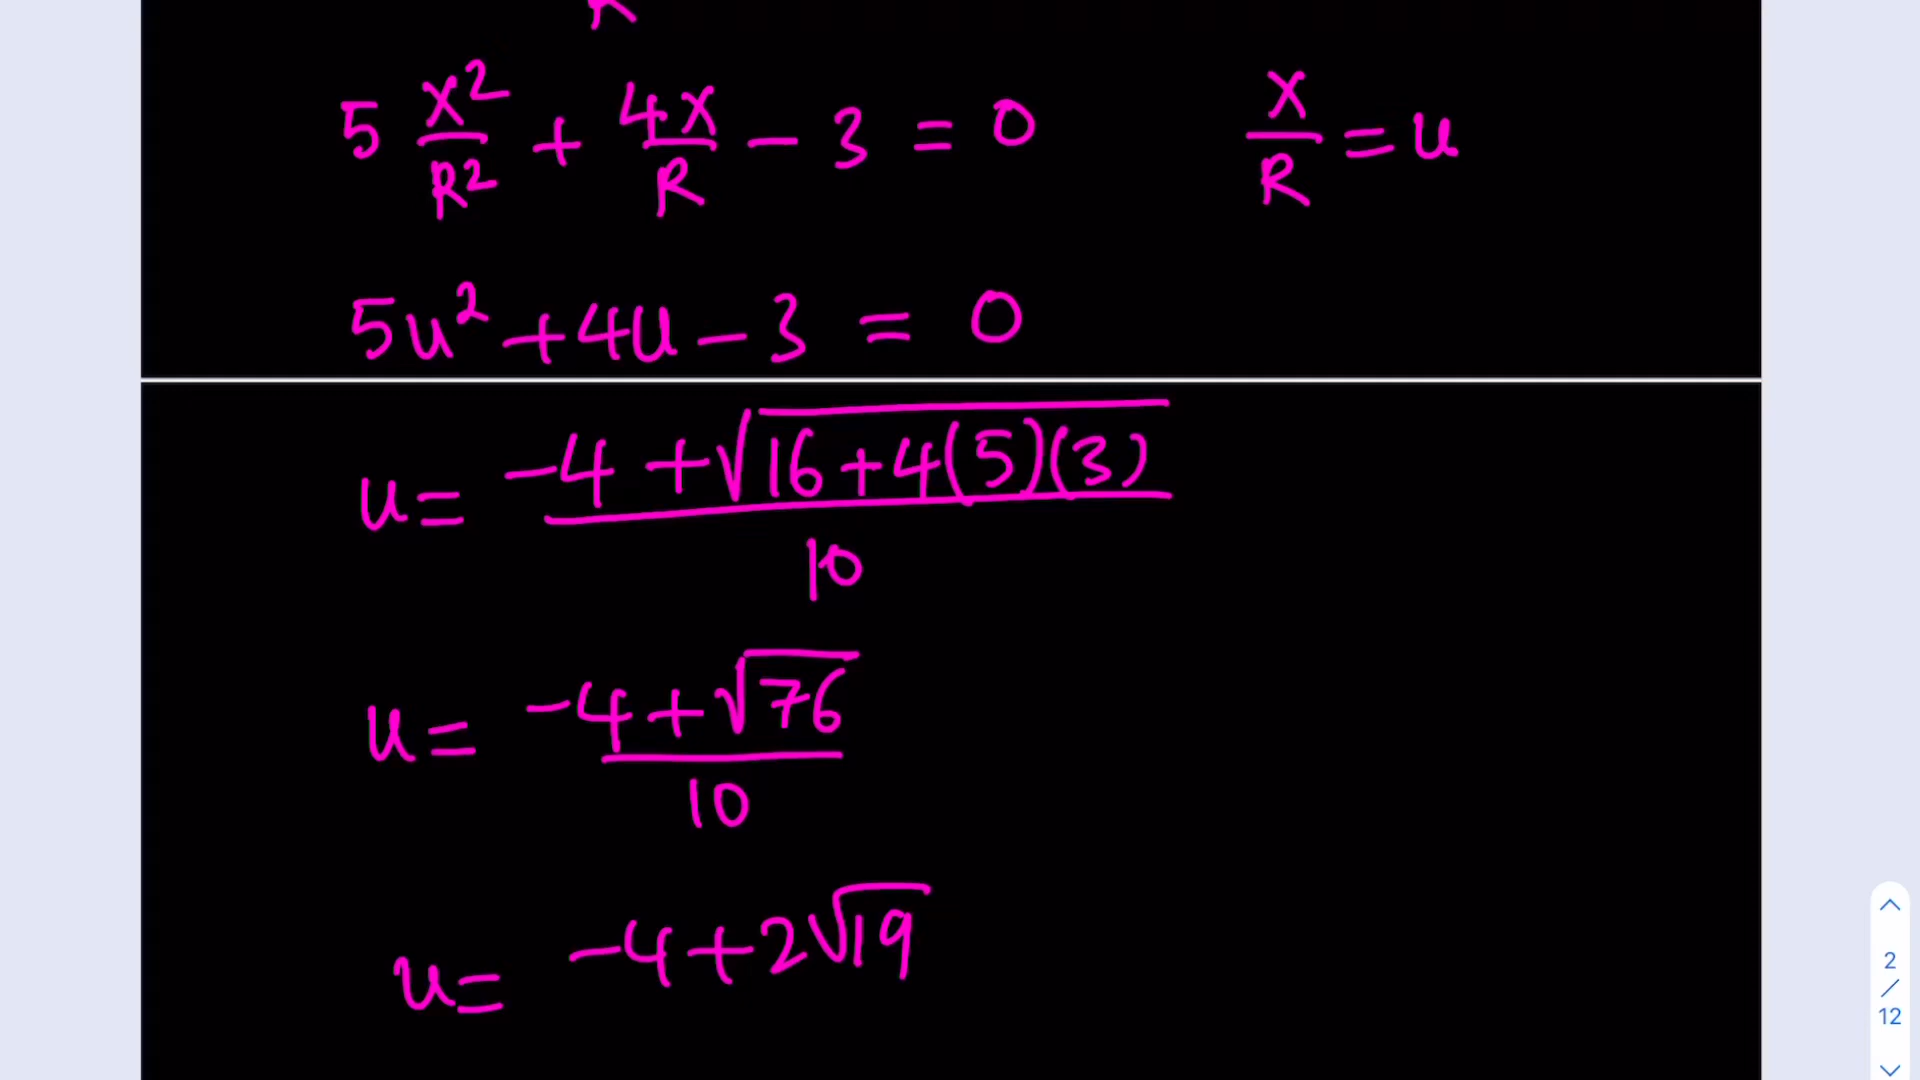 5 x²/R² + 4x/R - 3 = 0    x/R = u
5u² + 4u - 3 = 0
u = (-4 + √(16 + 4(5)(3)))/10
u = (-4 + √76)/10
u = -4 + 2√19
2
/
12